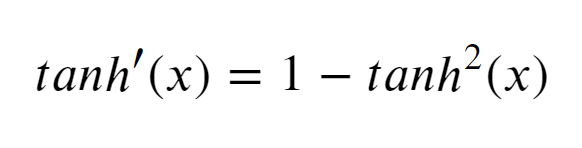 tanh′(x) = 1 − tanh²(x)